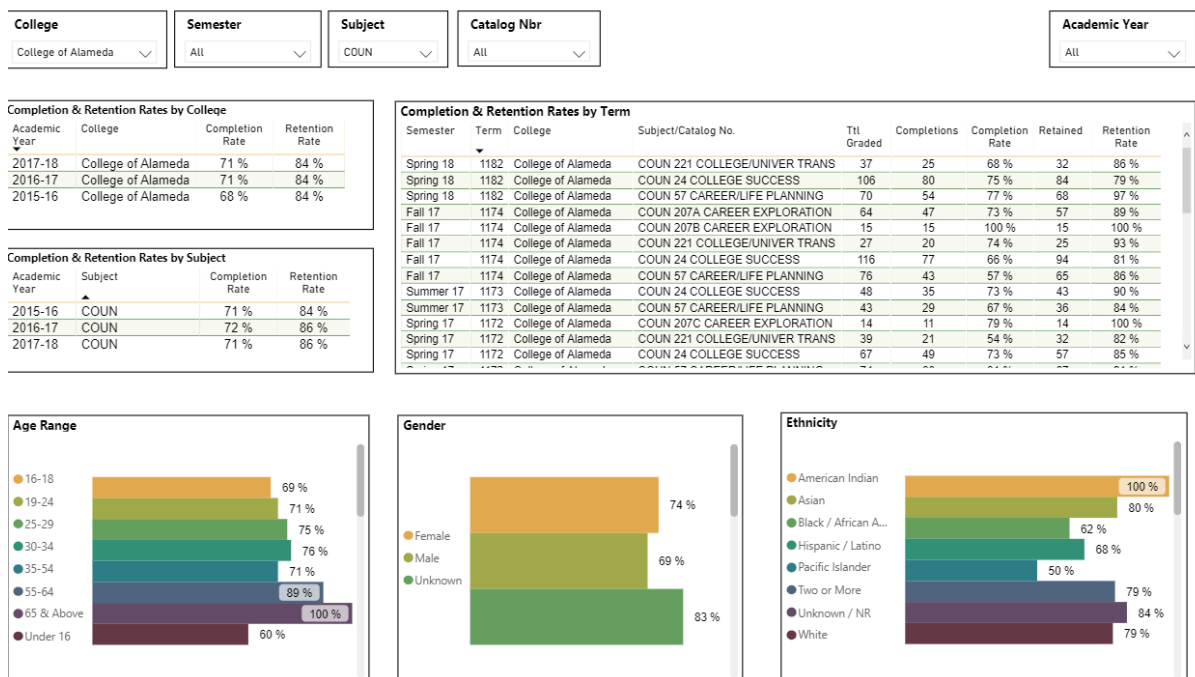 College
College of Alameda
Semester
All
Subject
COUN
Catalog Nbr
All
Academic Year
All
Completion & Retention Rates by College
Academic Year College Completion Rate Retention Rate
2017-18 College of Alameda 71 % 84 %
2016-17 College of Alameda 71 % 84 %
2015-16 College of Alameda 68 % 84 %
Completion & Retention Rates by Subject
Academic Year Subject Completion Rate Retention Rate
2015-16 COUN 71 % 84 %
2016-17 COUN 72 % 86 %
2017-18 COUN 71 % 86 %
Completion & Retention Rates by Term
Semester Term College Subject/Catalog No. Ttl Graded Completions Completion Rate Retained Retention Rate
Spring 18 1182 College of Alameda COUN 221 COLLEGE/UNIVER TRANS 37 25 68 % 32 86 %
Spring 18 1182 College of Alameda COUN 24 COLLEGE SUCCESS 106 80 75 % 84 79 %
Spring 18 1182 College of Alameda COUN 57 CAREER/LIFE PLANNING 70 54 77 % 68 97 %
Fall 17 1174 College of Alameda COUN 207A CAREER EXPLORATION 64 47 73 % 57 89 %
Fall 17 1174 College of Alameda COUN 207B CAREER EXPLORATION 15 15 100 % 15 100 %
Fall 17 1174 College of Alameda COUN 221 COLLEGE/UNIVER TRANS 27 20 74 % 25 93 %
Fall 17 1174 College of Alameda COUN 24 COLLEGE SUCCESS 116 77 66 % 94 81 %
Fall 17 1174 College of Alameda COUN 57 CAREER/LIFE PLANNING 76 43 57 % 65 86 %
Summer 17 1173 College of Alameda COUN 24 COLLEGE SUCCESS 48 35 73 % 43 90 %
Summer 17 1173 College of Alameda COUN 57 CAREER/LIFE PLANNING 43 29 67 % 36 84 %
Spring 17 1172 College of Alameda COUN 207C CAREER EXPLORATION 14 11 79 % 14 100 %
Spring 17 1172 College of Alameda COUN 221 COLLEGE/UNIVER TRANS 39 21 54 % 32 82 %
Spring 17 1172 College of Alameda COUN 24 COLLEGE SUCCESS 67 49 73 % 57 85 %
Age Range
16-18 69 %
19-24 71 %
25-29 75 %
30-34 76 %
35-54 71 %
55-64 89 %
65 & Above 100 %
Under 16 60 %
Gender
Female 74 %
Male 69 %
Unknown 83 %
Ethnicity
American Indian 100 %
Asian 80 %
Black / African A... 62 %
Hispanic / Latino 68 %
Pacific Islander 50 %
Two or More 79 %
Unknown / NR 84 %
White 79 %